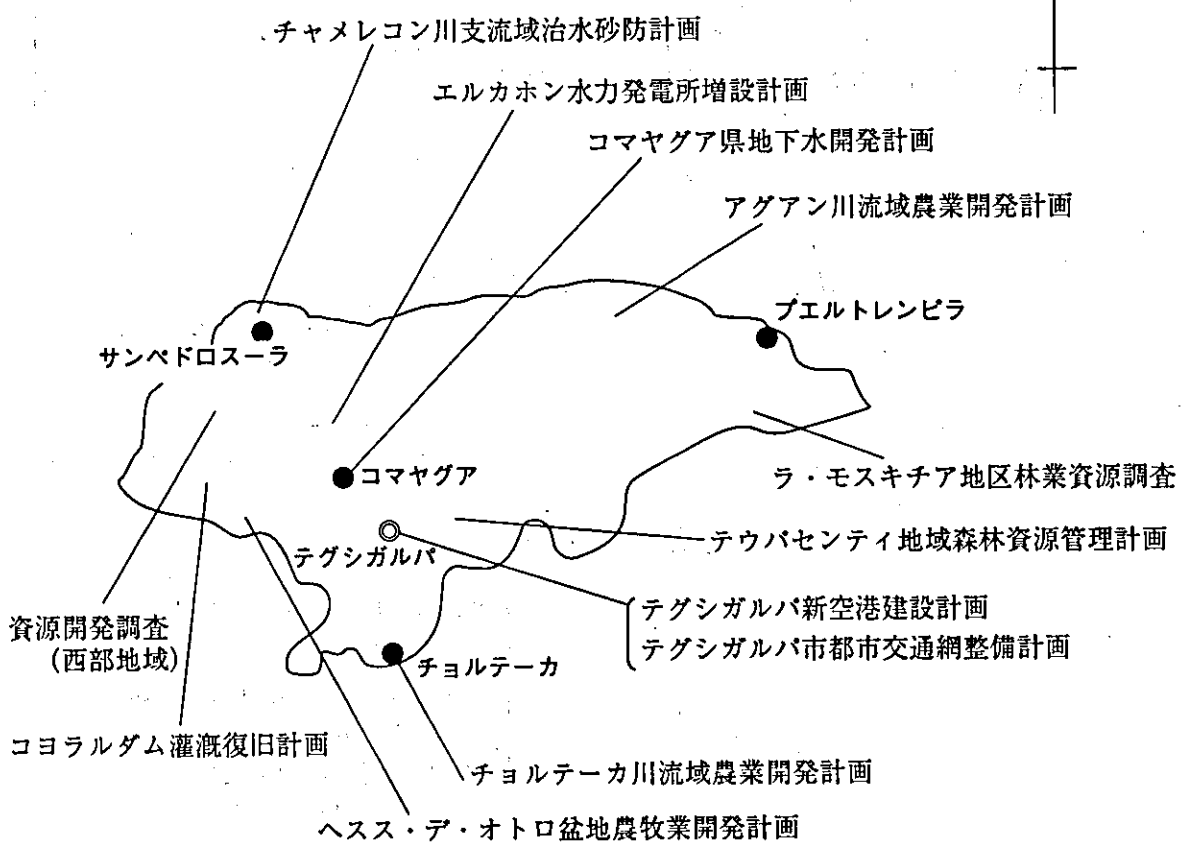 チャメレコン川支流域治水砂防計画
エルカホン水力発電所増設計画
コマヤグア県地下水開発計画
アグアン川流域農業開発計画
プエルトレンピラ
サンペドロスーラ
コマヤグア
ラ・モスキチア地区林業資源調査
テウパセンティ地域森林資源管理計画
テグシガルパ
テグシガルパ新空港建設計画
テグシガルパ市都市交通網整備計画
資源開発調査
(西部地域)
チョルテーカ
コヨラルダム灌漑復旧計画
チョルテーカ川流域農業開発計画
ヘスス・デ・オトロ盆地農牧業開発計画